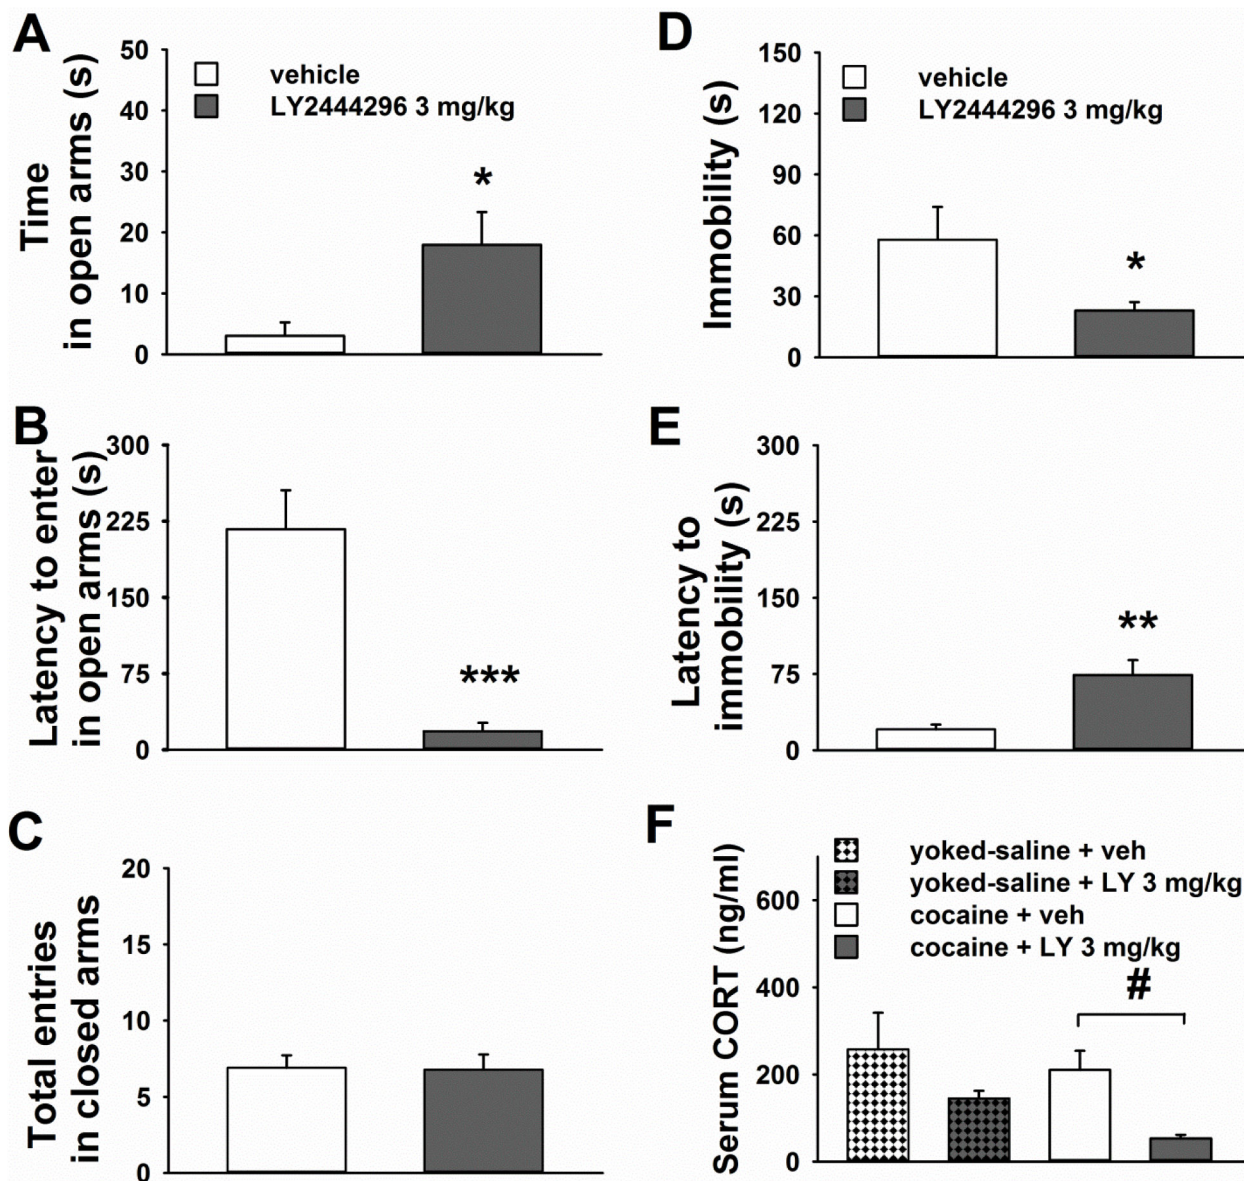 A
Time
in open arms (s)
50
40
30
20
10
0
vehicle
LY2444296 3 mg/kg
*
B
Latency to enter
in open arms (s)
300
225
150
75
0
***
C
Total entries
in closed arms
20
15
10
5
0
D
Immobility (s)
150
120
90
60
30
0
vehicle
LY2444296 3 mg/kg
*
E
Latency to
immobility (s)
300
225
150
75
0
**
F
Serum CORT (ng/ml)
600
400
200
0
yoked-saline + veh
yoked-saline + LY 3 mg/kg
cocaine + veh
cocaine + LY 3 mg/kg
#